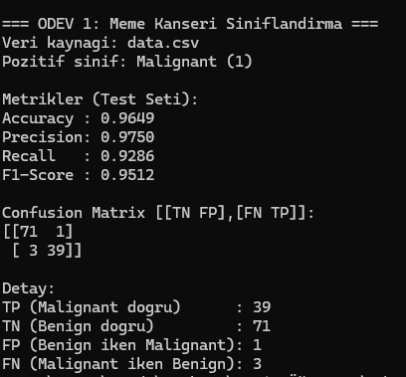 === ODEV 1: Meme Kanseri Siniflandirma ===
Veri kaynagi: data.csv
Pozitif sinif: Malignant (1)
Metrikler (Test Seti):
Accuracy : 0.9649
Precision: 0.9750
Recall   : 0.9286
F1-Score : 0.9512
Confusion Matrix [[TN FP],[FN TP]]:
[[71  1]
 [ 3 39]]
Detay:
TP (Malignant dogru)      : 39
TN (Benign dogru)         : 71
FP (Benign iken Malignant): 1
FN (Malignant iken Benign): 3